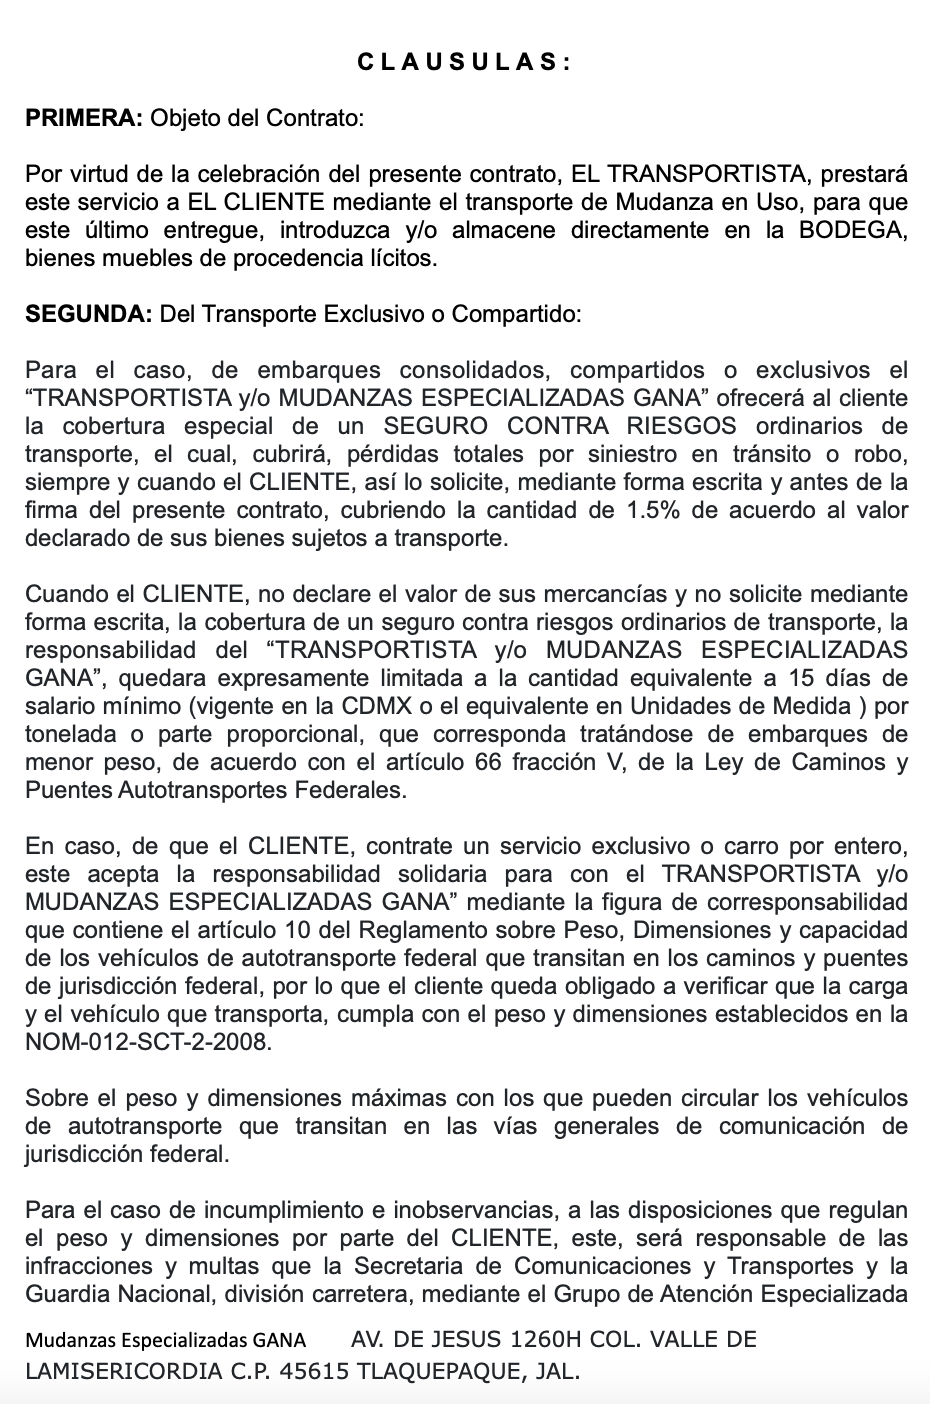 C L A U S U L A S :
PRIMERA: Objeto del Contrato:
Por virtud de la celebración del presente contrato, EL TRANSPORTISTA, prestará
este servicio a EL CLIENTE mediante el transporte de Mudanza en Uso, para que
este último entregue, introduzca y/o almacene directamente en la BODEGA,
bienes muebles de procedencia lícitos.
SEGUNDA: Del Transporte Exclusivo o Compartido:
Para el caso, de embarques consolidados, compartidos o exclusivos el
“TRANSPORTISTA y/o MUDANZAS ESPECIALIZADAS GANA” ofrecerá al cliente
la cobertura especial de un SEGURO CONTRA RIESGOS ordinarios de
transporte, el cual, cubrirá, pérdidas totales por siniestro en tránsito o robo,
siempre y cuando el CLIENTE, así lo solicite, mediante forma escrita y antes de la
firma del presente contrato, cubriendo la cantidad de 1.5% de acuerdo al valor
declarado de sus bienes sujetos a transporte.
Cuando el CLIENTE, no declare el valor de sus mercancías y no solicite mediante
forma escrita, la cobertura de un seguro contra riesgos ordinarios de transporte, la
responsabilidad del “TRANSPORTISTA y/o MUDANZAS ESPECIALIZADAS
GANA”, quedara expresamente limitada a la cantidad equivalente a 15 días de
salario mínimo (vigente en la CDMX o el equivalente en Unidades de Medida ) por
tonelada o parte proporcional, que corresponda tratándose de embarques de
menor peso, de acuerdo con el artículo 66 fracción V, de la Ley de Caminos y
Puentes Autotransportes Federales.
En caso, de que el CLIENTE, contrate un servicio exclusivo o carro por entero,
este acepta la responsabilidad solidaria para con el TRANSPORTISTA y/o
MUDANZAS ESPECIALIZADAS GANA” mediante la figura de corresponsabilidad
que contiene el artículo 10 del Reglamento sobre Peso, Dimensiones y capacidad
de los vehículos de autotransporte federal que transitan en los caminos y puentes
de jurisdicción federal, por lo que el cliente queda obligado a verificar que la carga
y el vehículo que transporta, cumpla con el peso y dimensiones establecidos en la
NOM-012-SCT-2-2008.
Sobre el peso y dimensiones máximas con los que pueden circular los vehículos
de autotransporte que transitan en las vías generales de comunicación de
jurisdicción federal.
Para el caso de incumplimiento e inobservancias, a las disposiciones que regulan
el peso y dimensiones por parte del CLIENTE, este, será responsable de las
infracciones y multas que la Secretaria de Comunicaciones y Transportes y la
Guardia Nacional, división carretera, mediante el Grupo de Atención Especializada
Mudanzas Especializadas GANA AV. DE JESUS 1260H COL. VALLE DE
LAMISERICORDIA C.P. 45615 TLAQUEPAQUE, JAL.